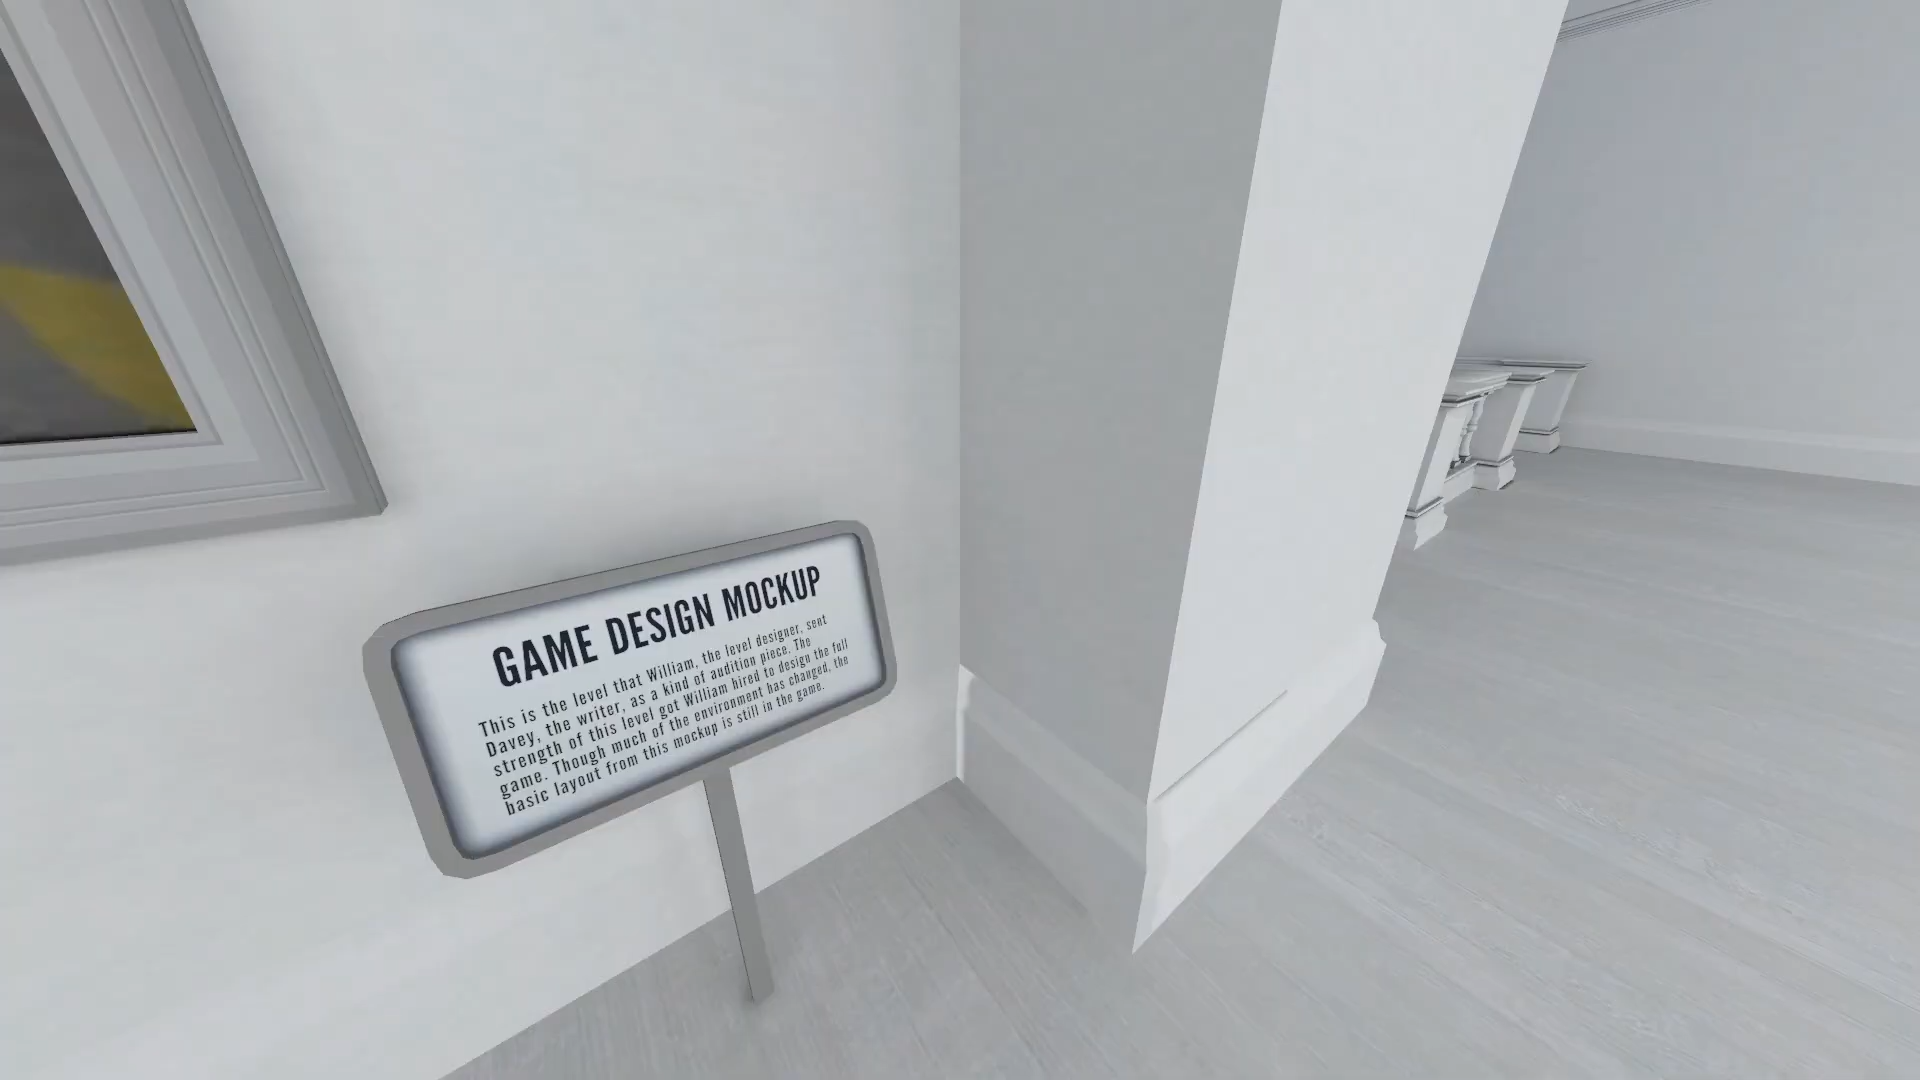 GAME DESIGN MOCKUP
This is the level that William, the level designer, sent
Davey, the writer, as a kind of audition piece. The
strength of this level got William hired to design the full
game. Though much of the environment has changed, the
basic layout from this mockup is still in the game.